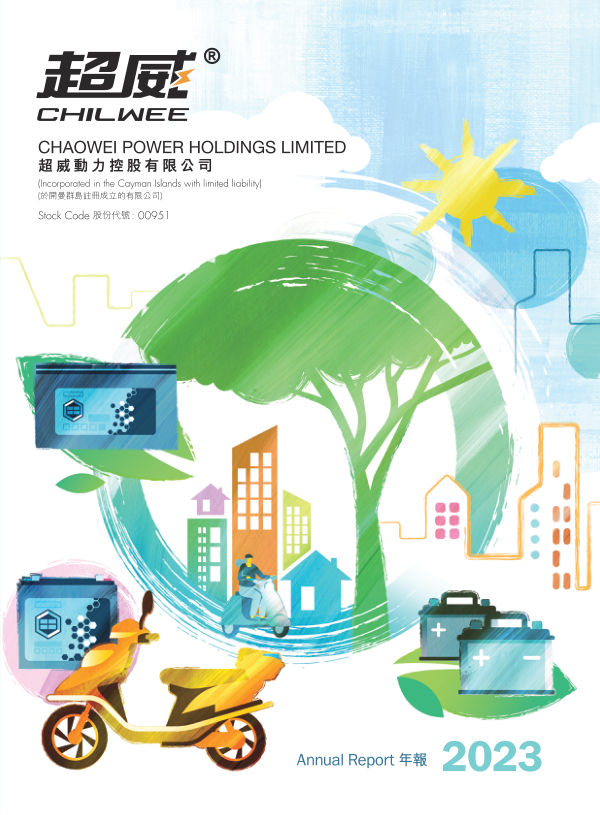 超威®
CHILWEE
CHAOWEI POWER HOLDINGS LIMITED
超威動力控股有限公司
(Incorporated in the Cayman Islands with limited liability)
(於開曼群島註冊成立的有限公司)
Stock Code 股份代號 : 00951
Annual Report 年報 2023